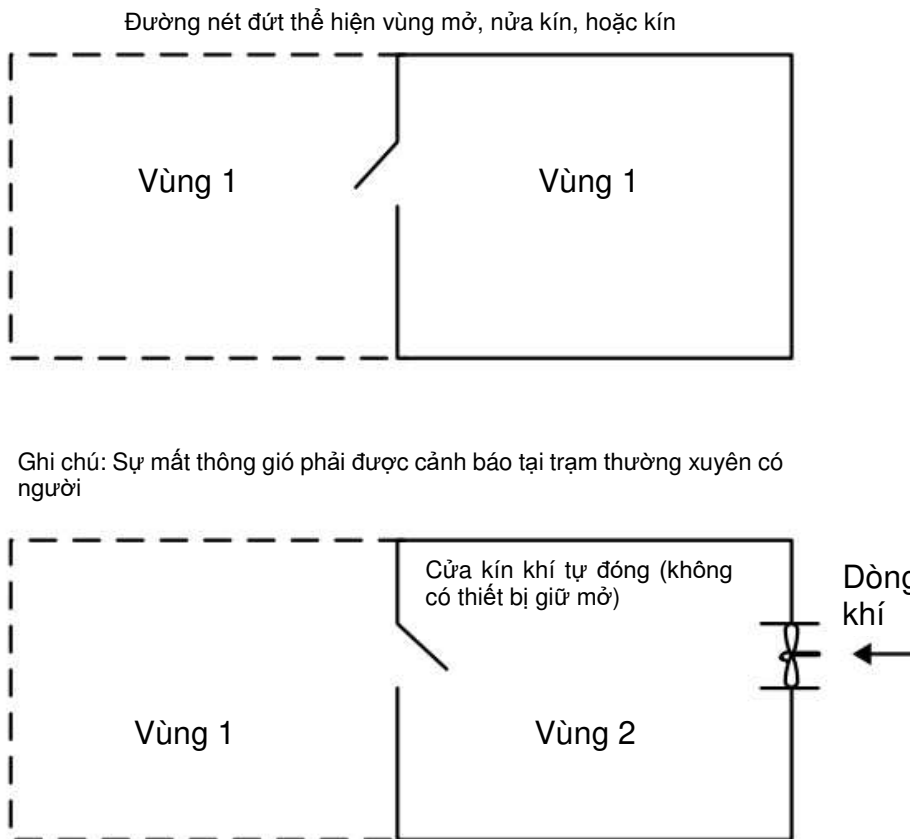 Đường nét đứt thể hiện vùng mở, nửa kín, hoặc kín
Vùng 1
Vùng 1
Ghi chú: Sự mất thông gió phải được cảnh báo tại trạm thường xuyên có
người
Cửa kín khí tự đóng (không
có thiết bị giữ mở)
Dòng
khí
Vùng 1
Vùng 2